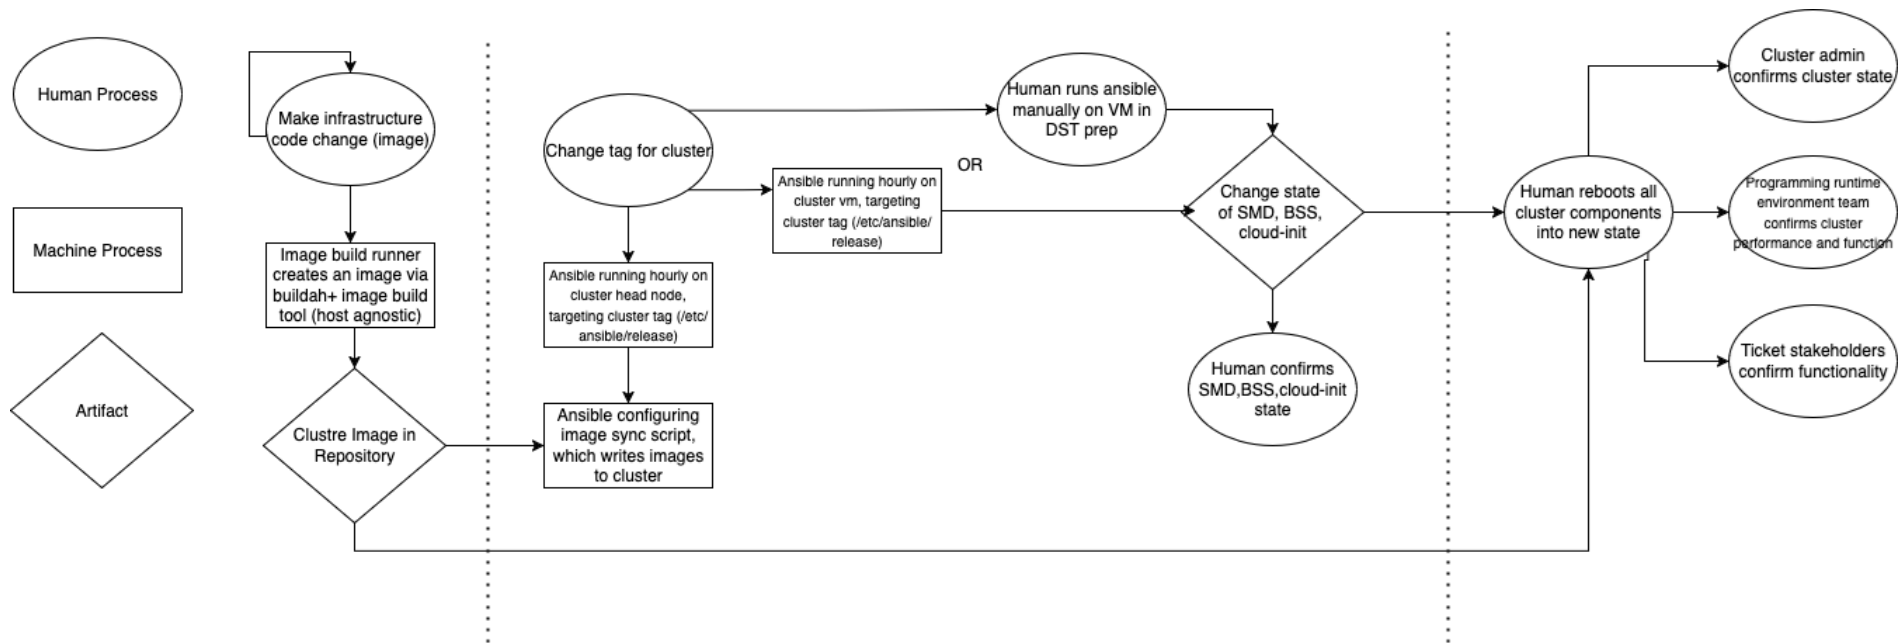 Human Process
Machine Process
Artifact
Make infrastructure
code change (image)
Image build runner
creates an image via
buildah+ image build
tool (host agnostic)
Clustre Image in
Repository
Change tag for cluster
Ansible running hourly on
cluster head node,
targeting cluster tag (/etc/
ansible/release)
Ansible configuring
image sync script,
which writes images
to cluster
Ansible running hourly on
cluster vm, targeting
cluster tag (/etc/ansible/
release)
Human runs ansible
manually on VM in
DST prep
OR
Change state
of SMD, BSS,
cloud-init
Human confirms
SMD,BSS,cloud-init
state
Human reboots all
cluster components
into new state
Cluster admin
confirms cluster state
Programming runtime
environment team
confirms cluster
performance and function
Ticket stakeholders
confirm functionality